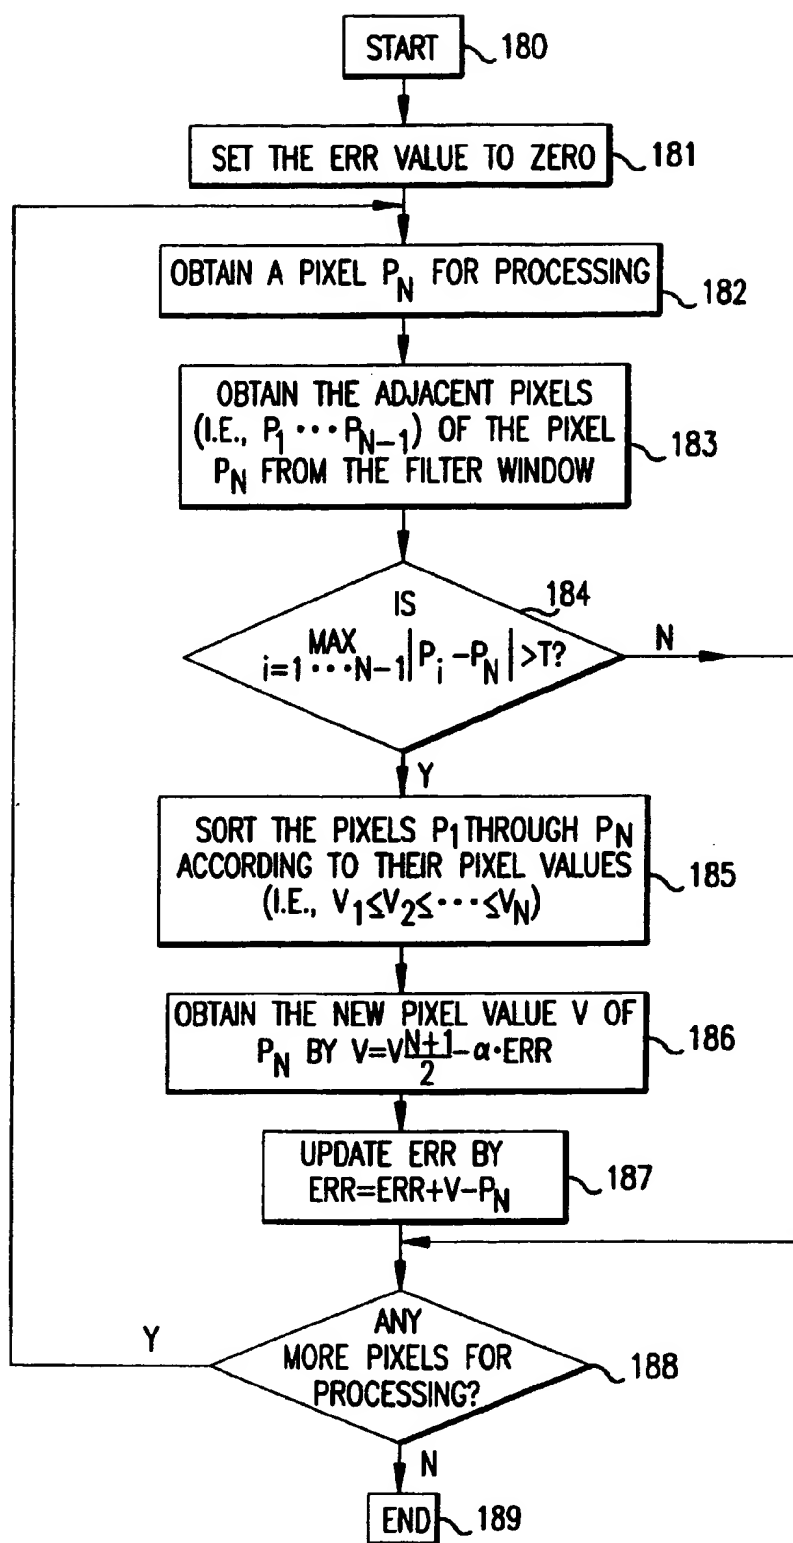 START
180
SET THE ERR VALUE TO ZERO
181
OBTAIN A PIXEL P_N FOR PROCESSING
182
OBTAIN THE ADJACENT PIXELS
(I.E., P_1 ··· P_{N-1}) OF THE PIXEL
P_N FROM THE FILTER WINDOW
183
IS
184
MAX
i=1 ··· N-1 |P_i - P_N| >T?
N
Y
SORT THE PIXELS P_1 THROUGH P_N
ACCORDING TO THEIR PIXEL VALUES
(I.E., V_1≤V_2≤ ··· ≤V_N)
185
OBTAIN THE NEW PIXEL VALUE V OF
P_N BY V=V\frac{N+1}{2}-α·ERR
186
UPDATE ERR BY
ERR=ERR+V-P_N
187
ANY
MORE PIXELS FOR
PROCESSING?
188
Y
N
END
189